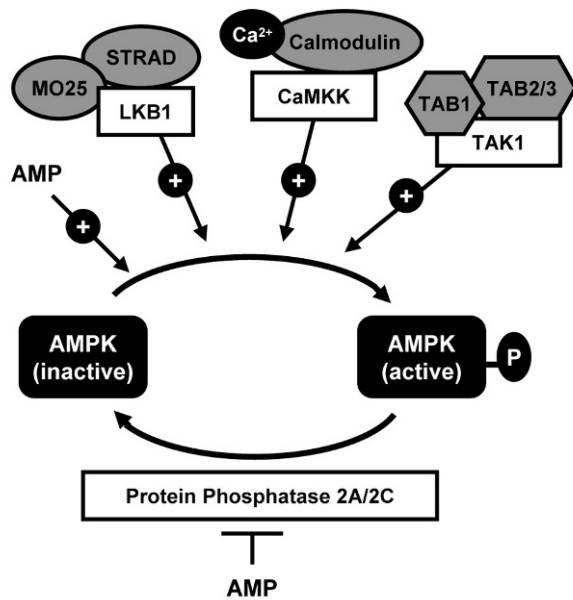 Ca²⁺
Calmodulin
STRAD
MO25
LKB1
CaMKK
TAB1
TAB2/3
TAK1
AMP
+
+
+
+
AMPK
(inactive)
AMPK
(active)
P
Protein Phosphatase 2A/2C
AMP